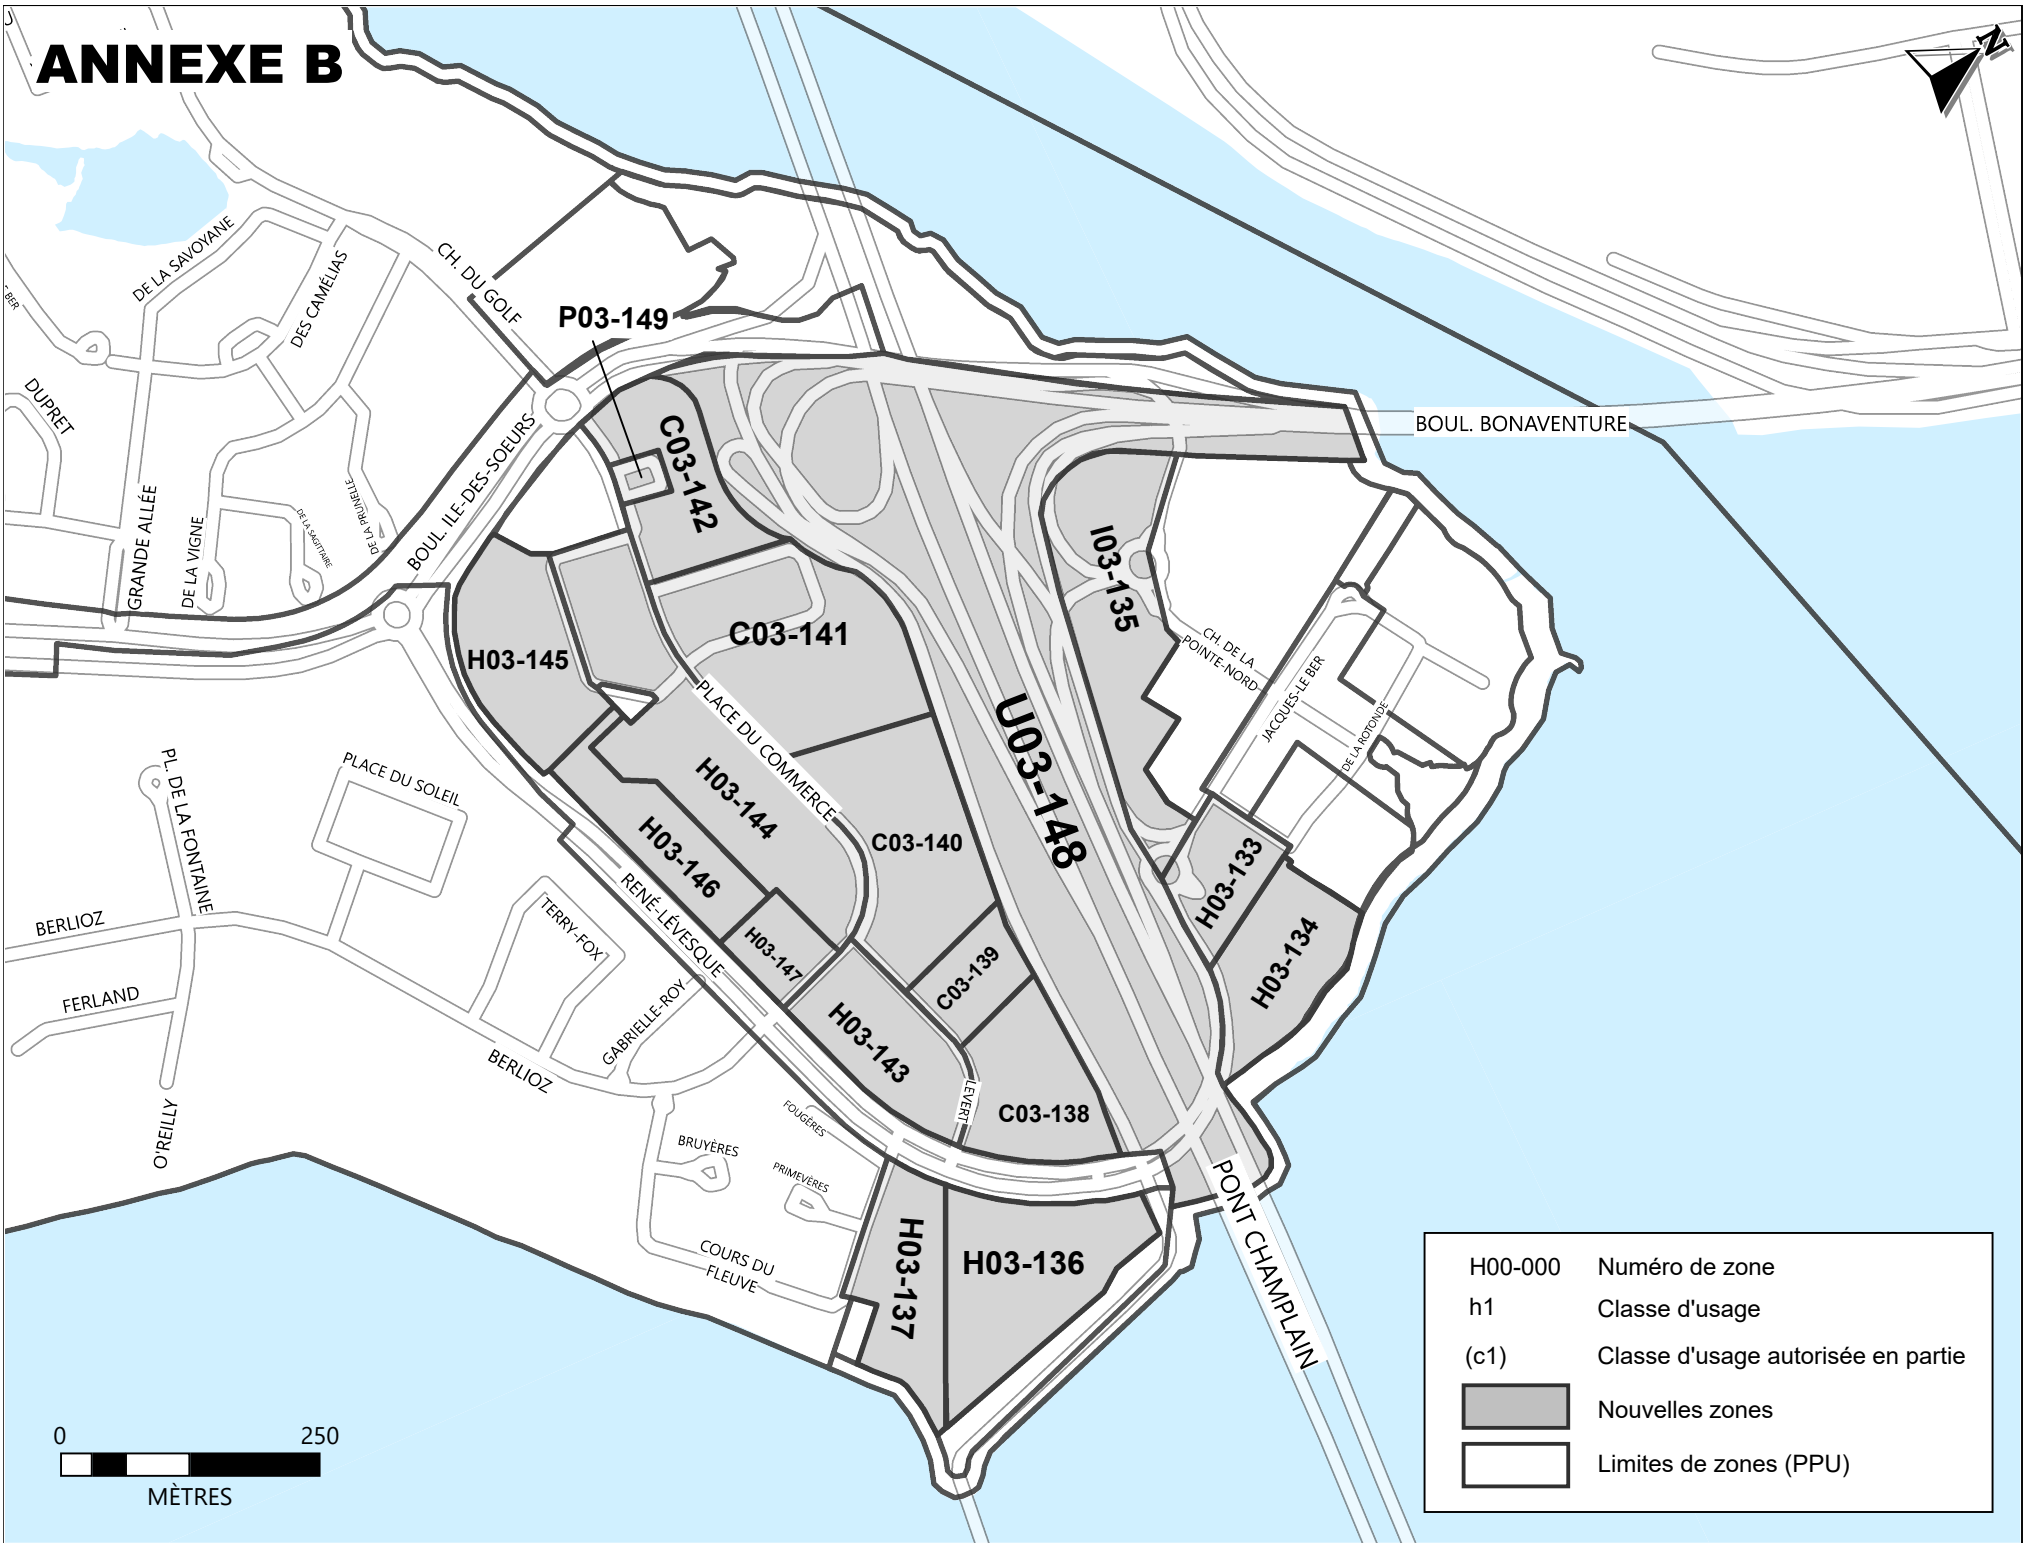 ANNEXE B
N
DE LA SAVOYANE
DES CAMÉLIAS
CH. DU GOLF
P03-149
DUPRET
BOUL. BONAVENTURE
BOUL. ILE-DES-SOEURS
C03-142
GRANDE ALLÉE
DE LA VIGNE
DE LA SAGITTAIRE
DE LA PRUNELLE
I03-135
C03-141
H03-145
CH. DE LA
POINTE-NORD
JACQUES-LE BER
DE LA ROTONDE
PLACE DU COMMERCE
U03-148
PL. DE LA FONTAINE
PLACE DU SOLEIL
H03-144
C03-140
H03-146
H03-133
RENÉ-LÉVESQUE
BERLIOZ
TERRY-FOX
H03-147
C03-139
H03-134
FERLAND
GABRIELLE-ROY
H03-143
BERLIOZ
LEVERT
C03-138
O'REILLY
FOUGÈRES
BRUYÈRES
PRIMEVÈRES
PONT CHAMPLAIN
H03-137
H03-136
COURS DU
FLEUVE
H00-000 Numéro de zone
h1 Classe d'usage
(c1) Classe d'usage autorisée en partie
Nouvelles zones
Limites de zones (PPU)
0 250
MÈTRES